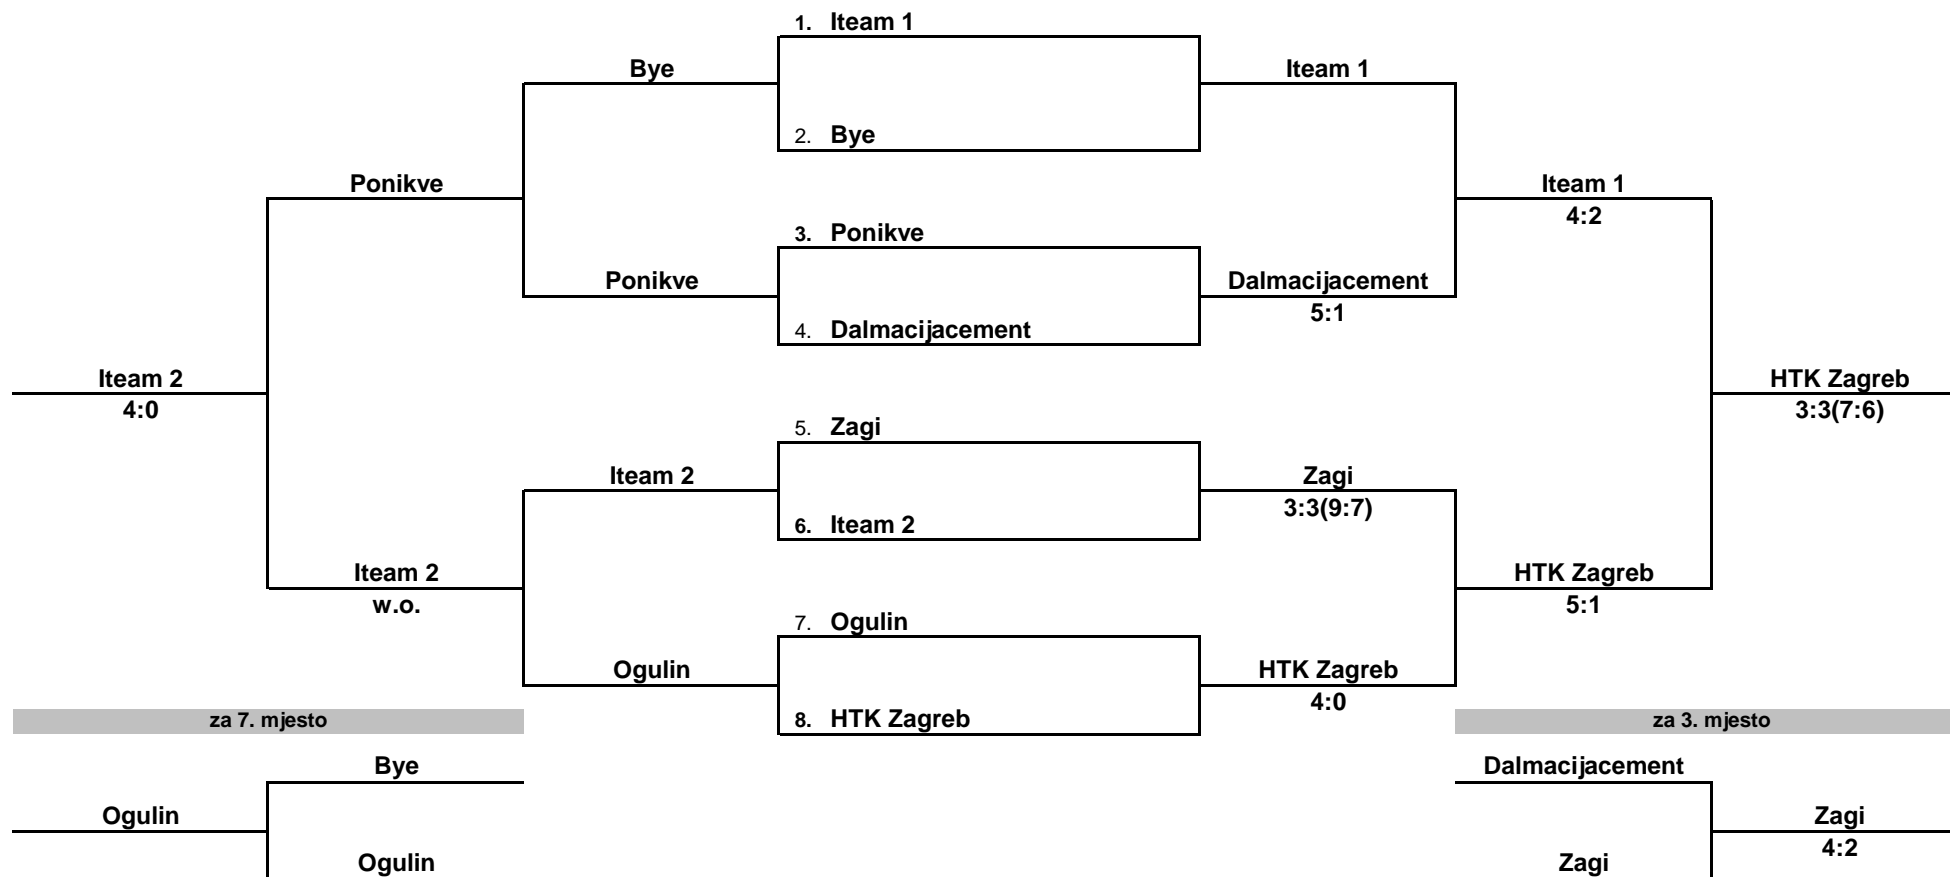 1. Iteam 1
Bye
Iteam 1
2. Bye
Ponikve
Iteam 1
4:2
3. Ponikve
Ponikve
Dalmacijacement
5:1
4. Dalmacijacement
Iteam 2
4:0
HTK Zagreb
3:3(7:6)
5. Zagi
Iteam 2
Zagi
3:3(9:7)
6. Iteam 2
Iteam 2
w.o.
HTK Zagreb
5:1
7. Ogulin
Ogulin
HTK Zagreb
4:0
8. HTK Zagreb
za 7. mjesto
za 3. mjesto
Bye
Dalmacijacement
Ogulin
Zagi
4:2
Ogulin
Zagi